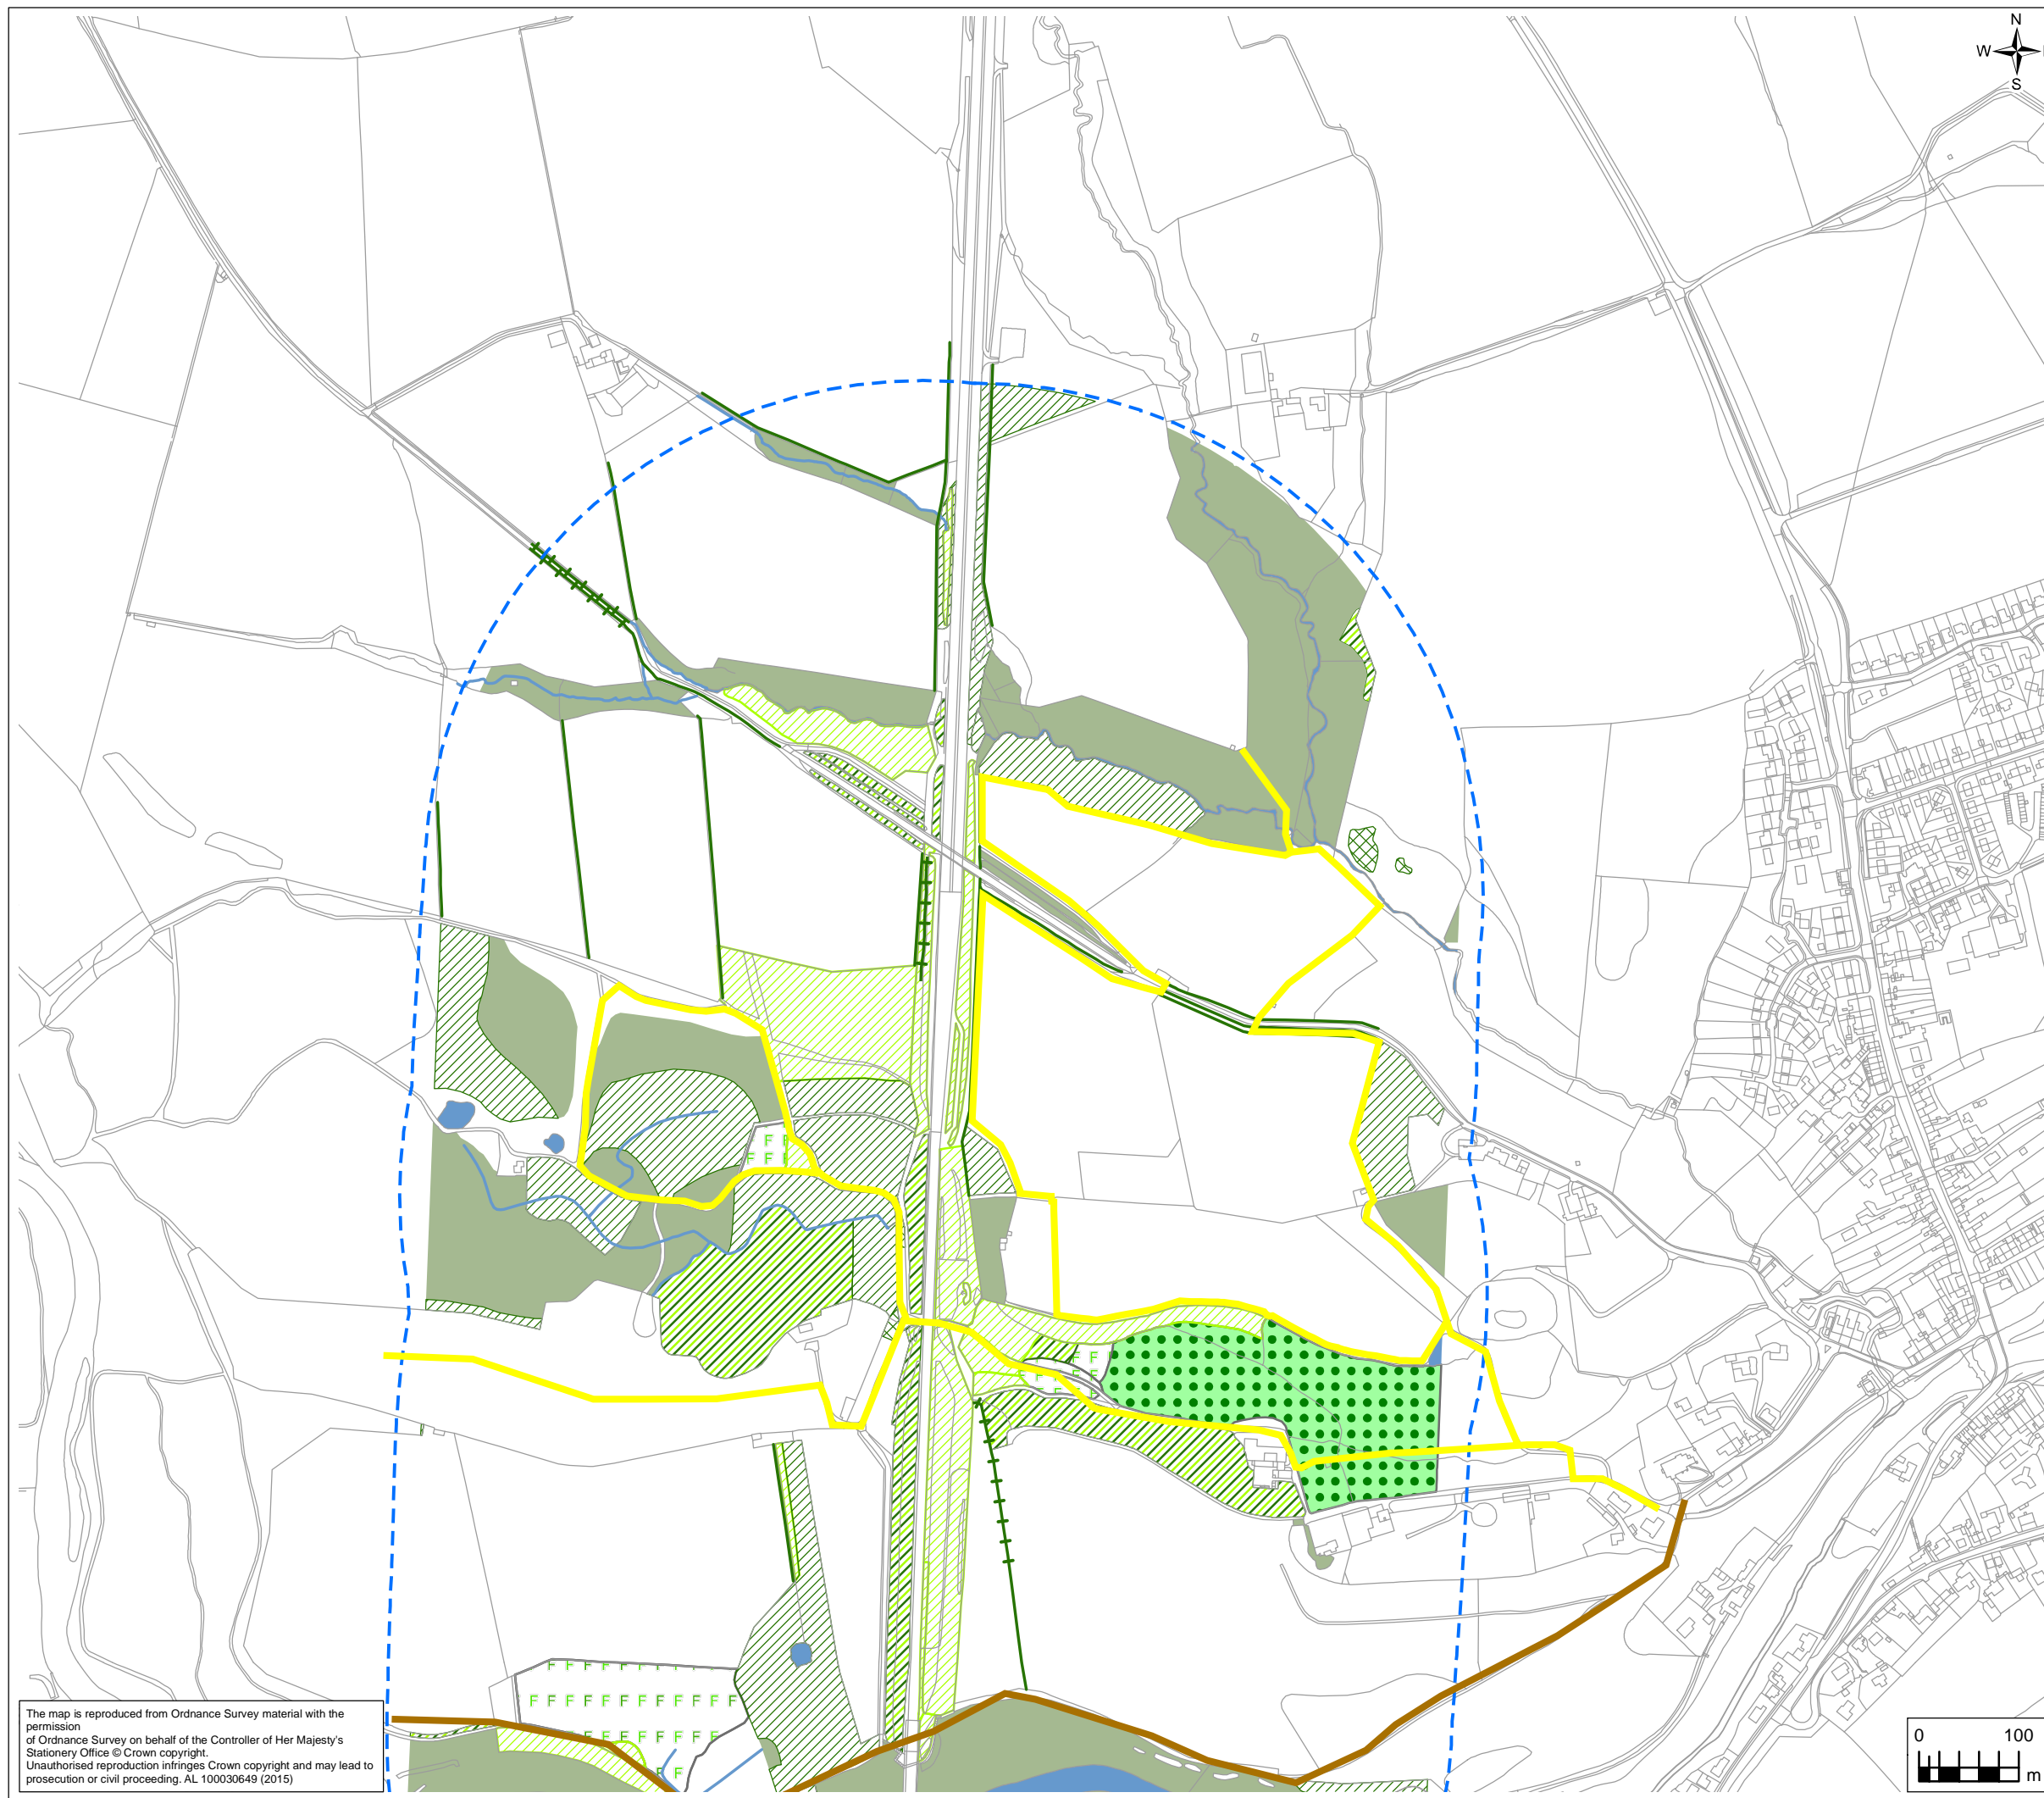 N
W
S
F F
F F
F F
F F F
F F
F F F F F F F F F F
F F F F F F F F F F F F
F F F F F F F F
F F
The map is reproduced from Ordnance Survey material with the
permission
of Ordnance Survey on behalf of the Controller of Her Majesty's
Stationery Office © Crown copyright.
Unauthorised reproduction infringes Crown copyright and may lead to
prosecution or civil proceeding. AL 100030649 (2015)
0 100
m